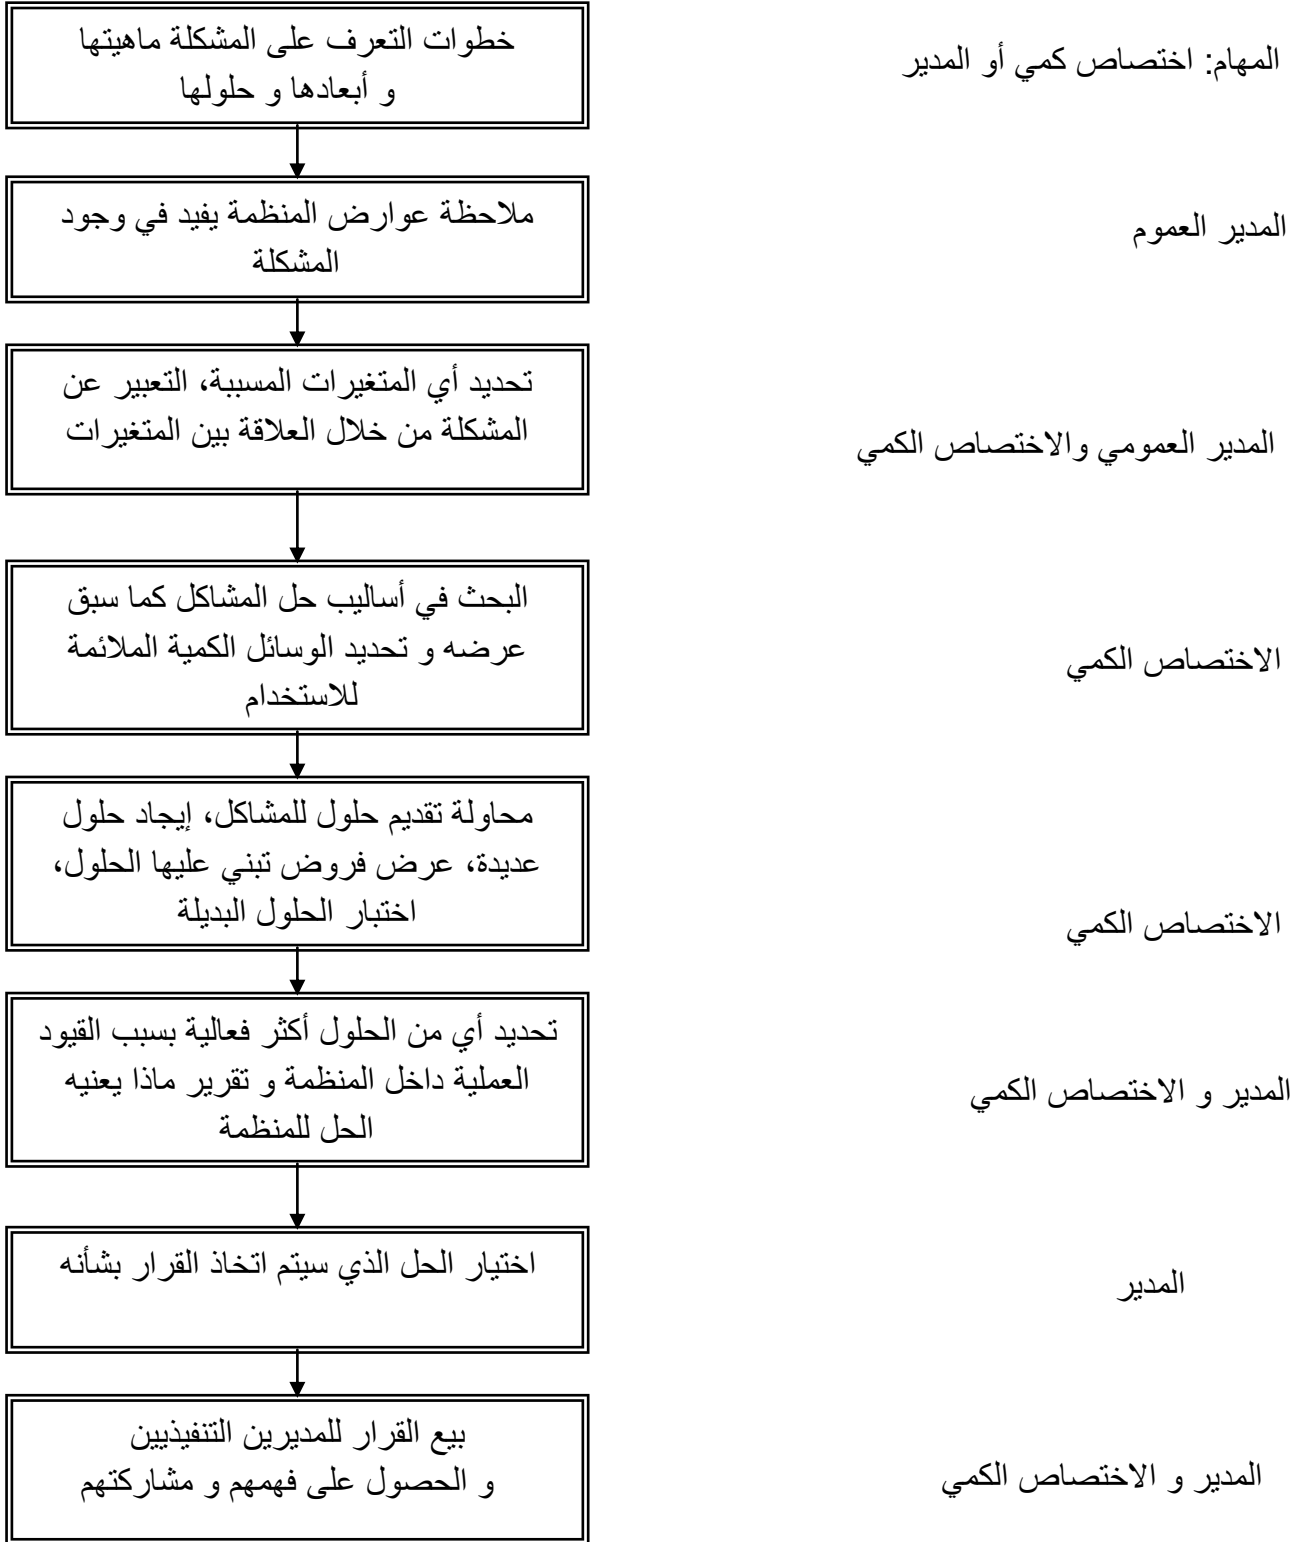 المهام: اختصاص كمي أو المدير
خطوات التعرف على المشكلة ماهيتها
و أبعادها و حلولها
المدير العموم
ملاحظة عوارض المنظمة يفيد في وجود
المشكلة
المدير العمومي والاختصاص الكمي
تحديد أي المتغيرات المسببة، التعبير عن
المشكلة من خلال العلاقة بين المتغيرات
الاختصاص الكمي
البحث في أساليب حل المشاكل كما سبق
عرضه و تحديد الوسائل الكمية الملائمة
للاستخدام
الاختصاص الكمي
محاولة تقديم حلول للمشاكل، إيجاد حلول
عديدة، عرض فروض تبني عليها الحلول،
اختبار الحلول البديلة
المدير و الاختصاص الكمي
تحديد أي من الحلول أكثر فعالية بسبب القيود
العملية داخل المنظمة و تقرير ماذا يعنيه
الحل للمنظمة
المدير
اختيار الحل الذي سيتم اتخاذ القرار بشأنه
المدير و الاختصاص الكمي
بيع القرار للمديرين التنفيذيين
و الحصول على فهمهم و مشاركتهم